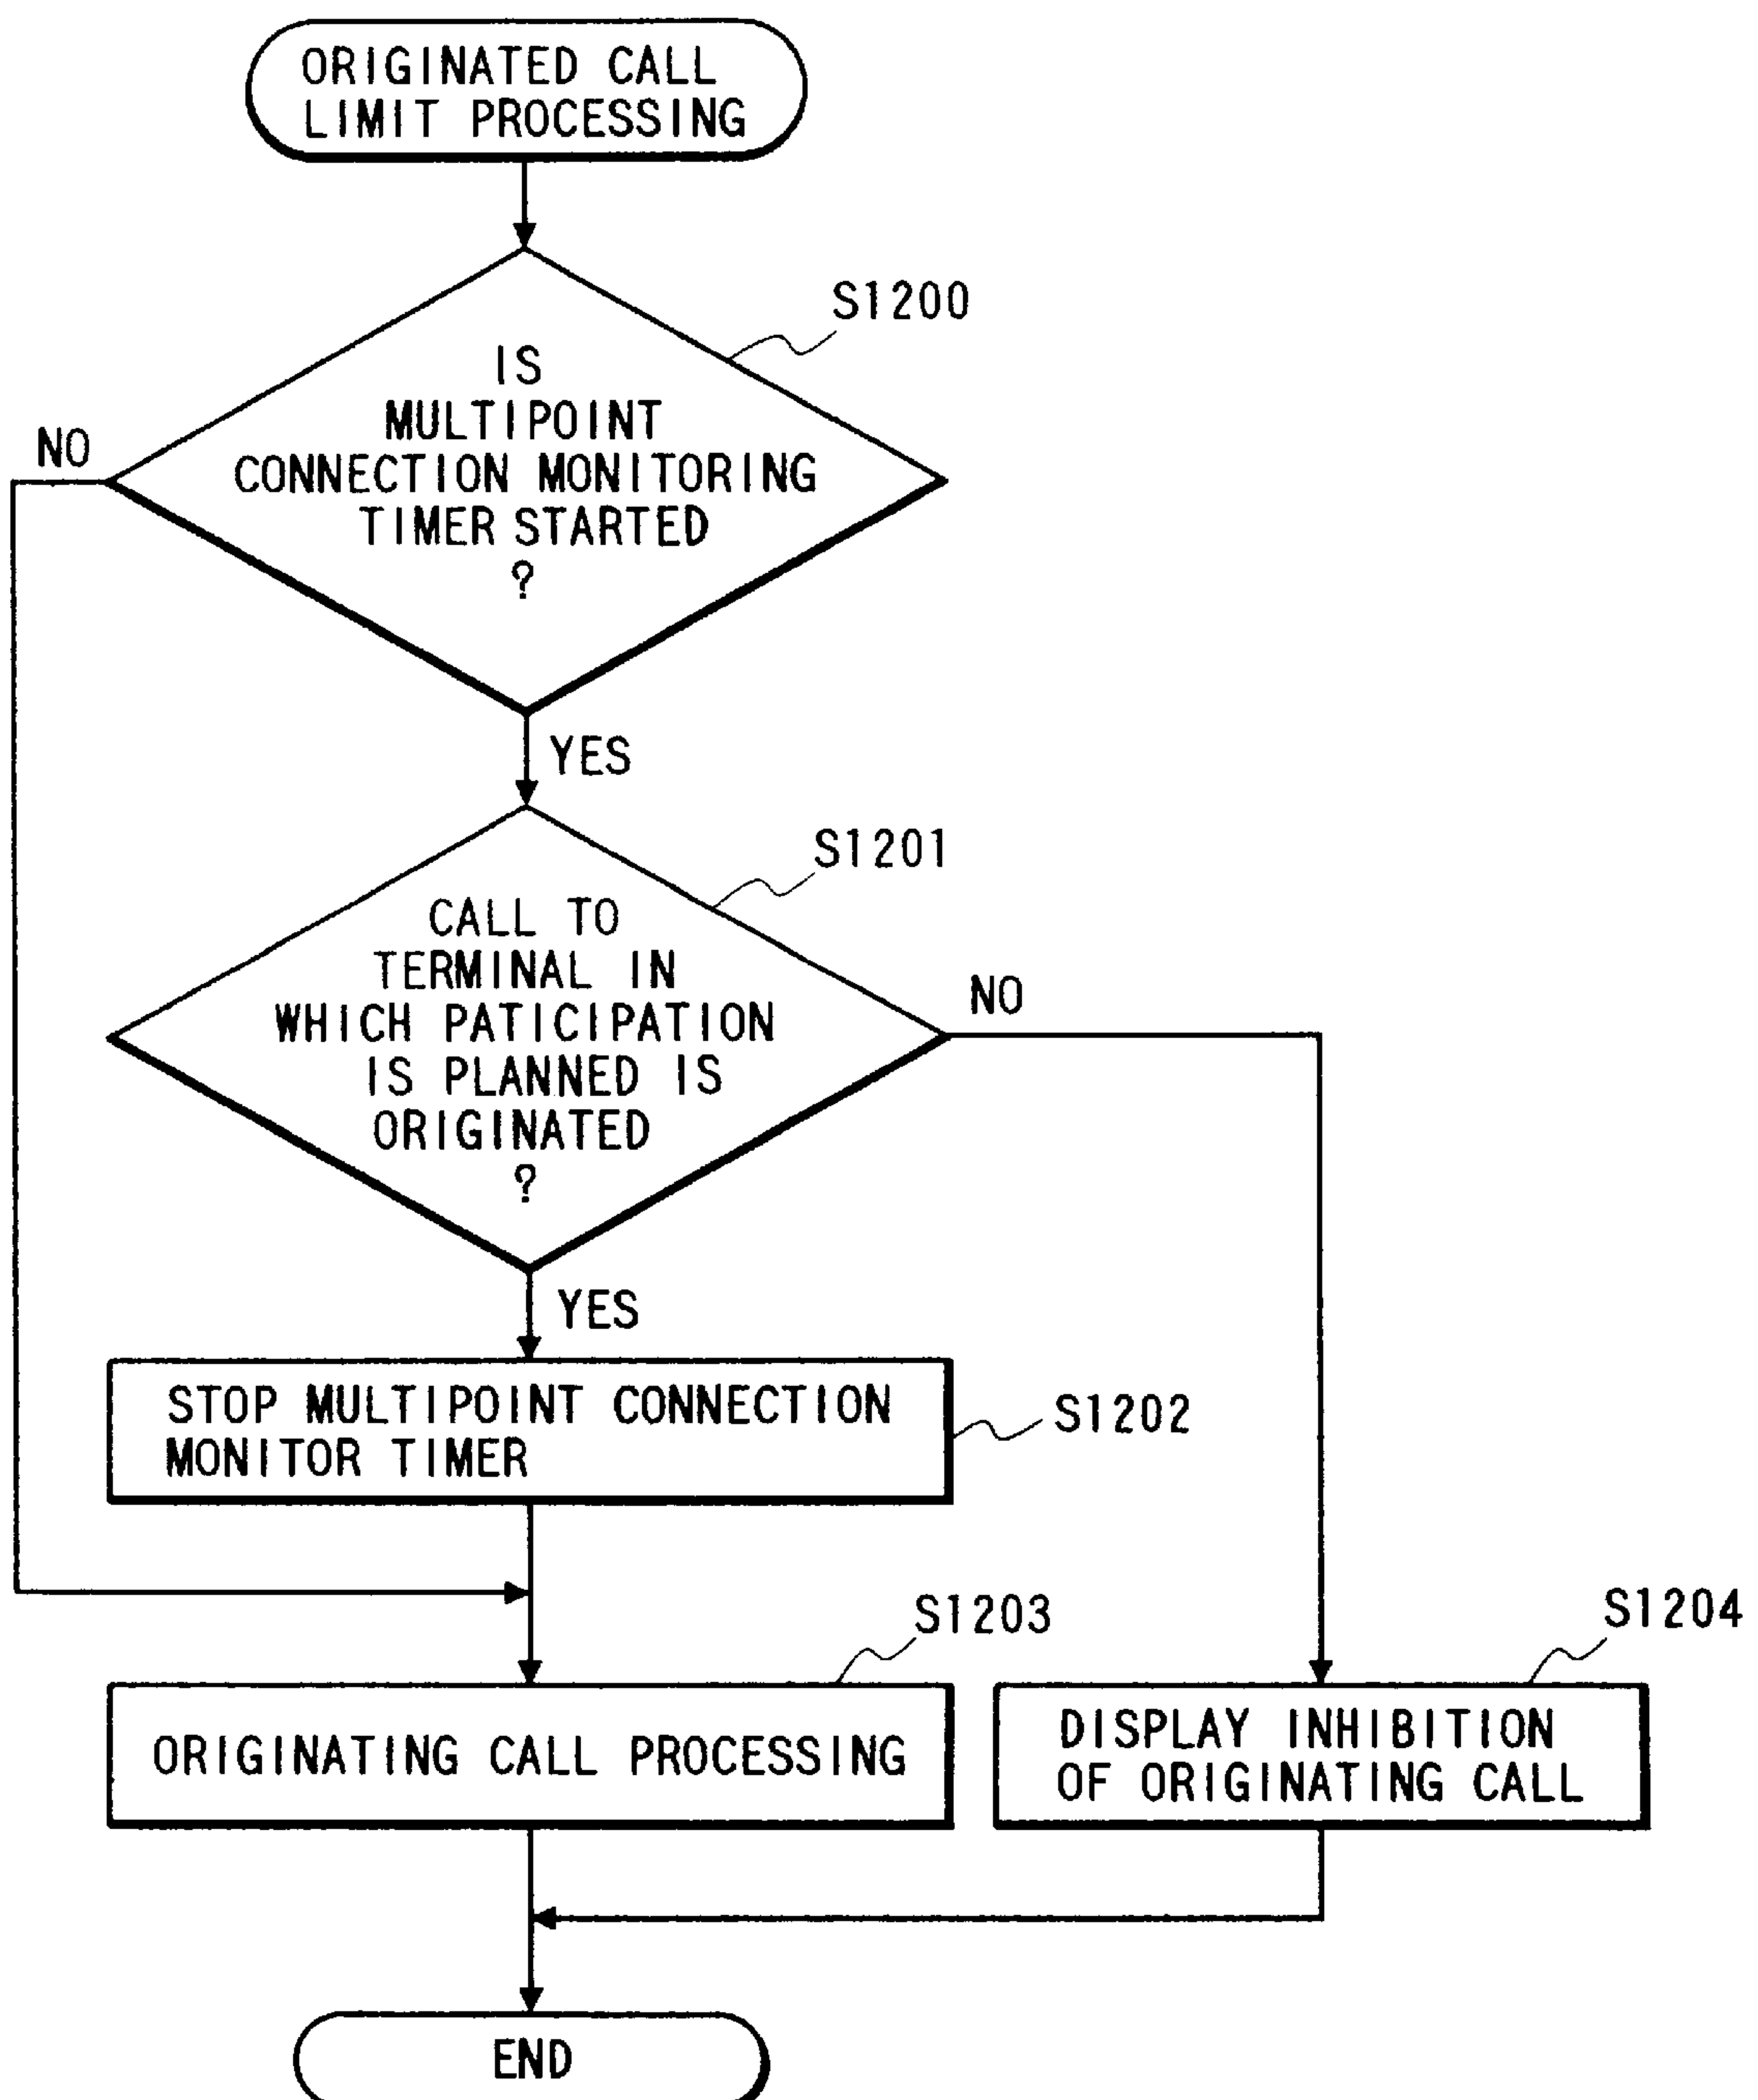 ORIGINATED CALL
LIMIT PROCESSING
S1200
IS
MULTIPOINT
CONNECTION MONITORING
TIMER STARTED
?
NO
YES
S1201
CALL TO
TERMINAL IN
WHICH PATICIPATION
IS PLANNED IS
ORIGINATED
?
NO
YES
STOP MULTIPOINT CONNECTION
MONITOR TIMER
S1202
S1203
ORIGINATING CALL PROCESSING
S1204
DISPLAY INHIBITION
OF ORIGINATING CALL
END